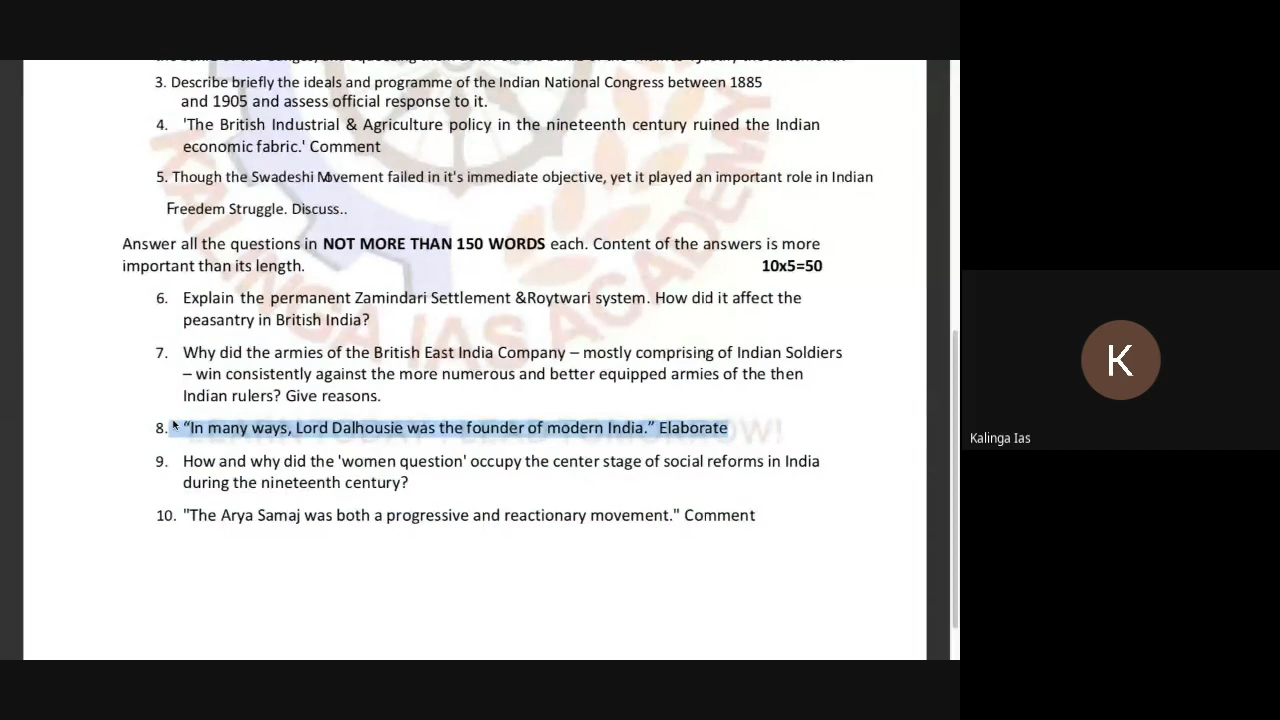 3. Describe briefly the ideals and programme of the Indian National Congress between 1885
and 1905 and assess official response to it.
4. 'The British Industrial & Agriculture policy in the nineteenth century ruined the Indian
economic fabric.' Comment
5. Though the Swadeshi Movement failed in it's immediate objective, yet it played an important role in Indian
Freedem Struggle. Discuss..
Answer all the questions in NOT MORE THAN 150 WORDS each. Content of the answers is more
important than its length. 10x5=50
6. Explain the permanent Zamindari Settlement &Roytwari system. How did it affect the
peasantry in British India?
7. Why did the armies of the British East India Company – mostly comprising of Indian Soldiers
– win consistently against the more numerous and better equipped armies of the then
Indian rulers? Give reasons.
8. “In many ways, Lord Dalhousie was the founder of modern India.” Elaborate
9. How and why did the 'women question' occupy the center stage of social reforms in India
during the nineteenth century?
10. "The Arya Samaj was both a progressive and reactionary movement." Comment
KALINGA IAS ACADEMY
K
Kalinga Ias